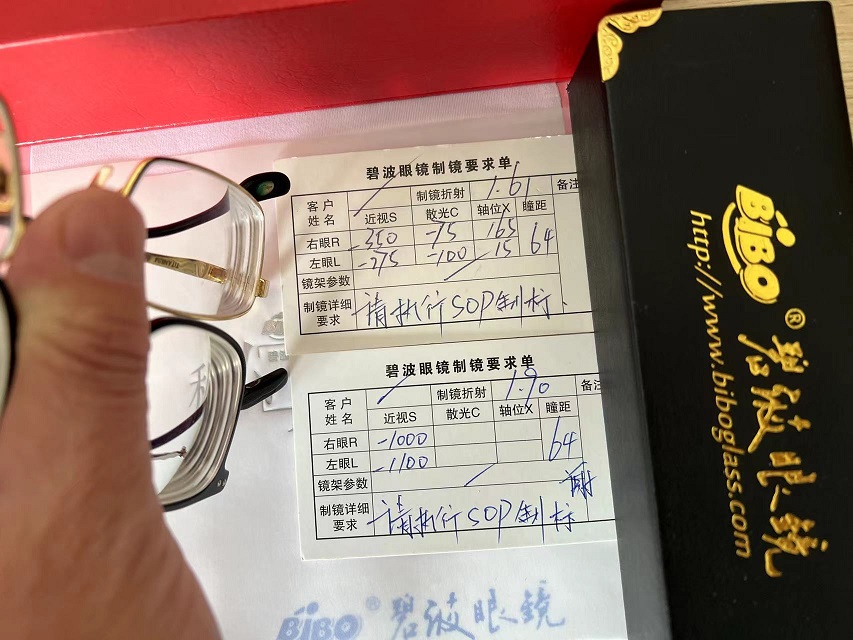 碧波眼镜制镜要求单
客户姓名 制镜折射 1.61 备注
近视S 散光C 轴位X 瞳距
右眼R -350 -75 165 64
左眼L -275 -100 15
镜架参数
制镜详细要求 请执行SOP制标.
碧波眼镜制镜要求单
客户姓名 制镜折射 1.90 备注
近视S 散光C 轴位X 瞳距
右眼R -1000 64
左眼L -1100
镜架参数
制镜详细要求 请执行SOP制标
BiBO® 碧波眼镜
BiBO® 碧波眼镜
http://www.biboglass.com